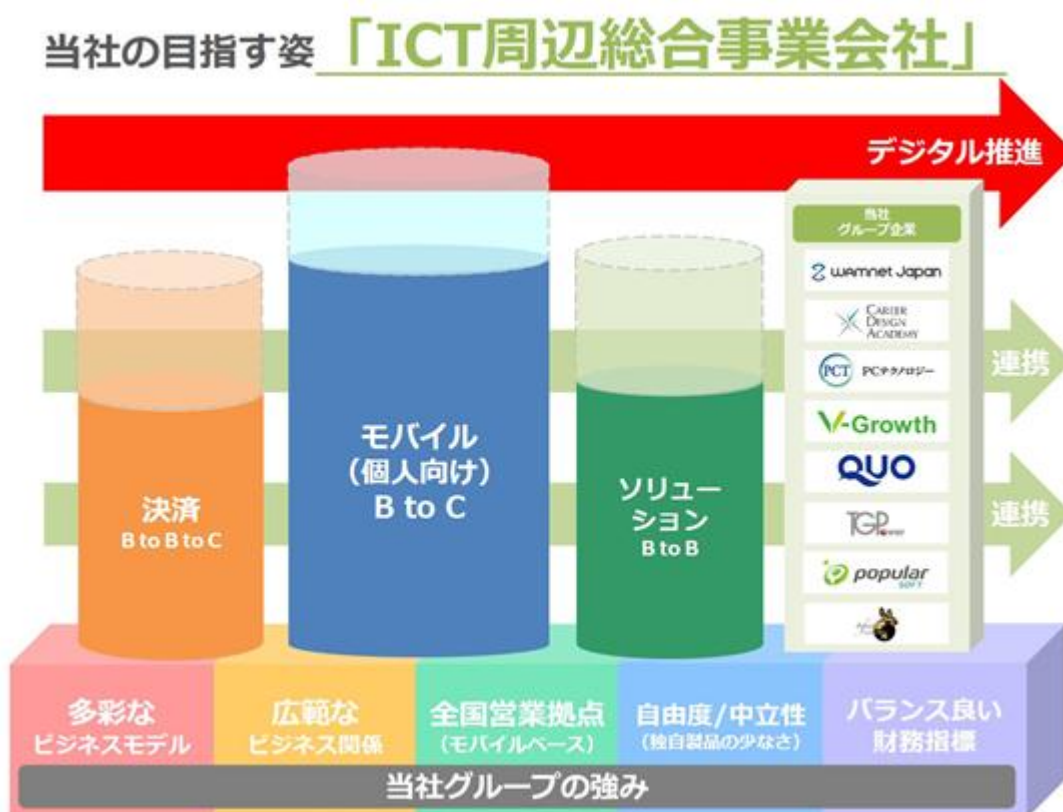 当社の目指す姿「ICT周辺総合事業会社」
デジタル推進
当社
グループ企業
wamnet Japan
CAREER
DESIGN
ACADEMY
PCT PCテクノロジー
V-Growth
QUO
TGPower
popular
SOFT
連携
連携
決済
B to B to C
モバイル
（個人向け）
B to C
ソリュー
ション
B to B
多彩な
ビジネスモデル
広範な
ビジネス関係
全国営業拠点
（モバイルベース）
自由度/中立性
（独自製品の少なさ）
バランス良い
財務指標
当社グループの強み